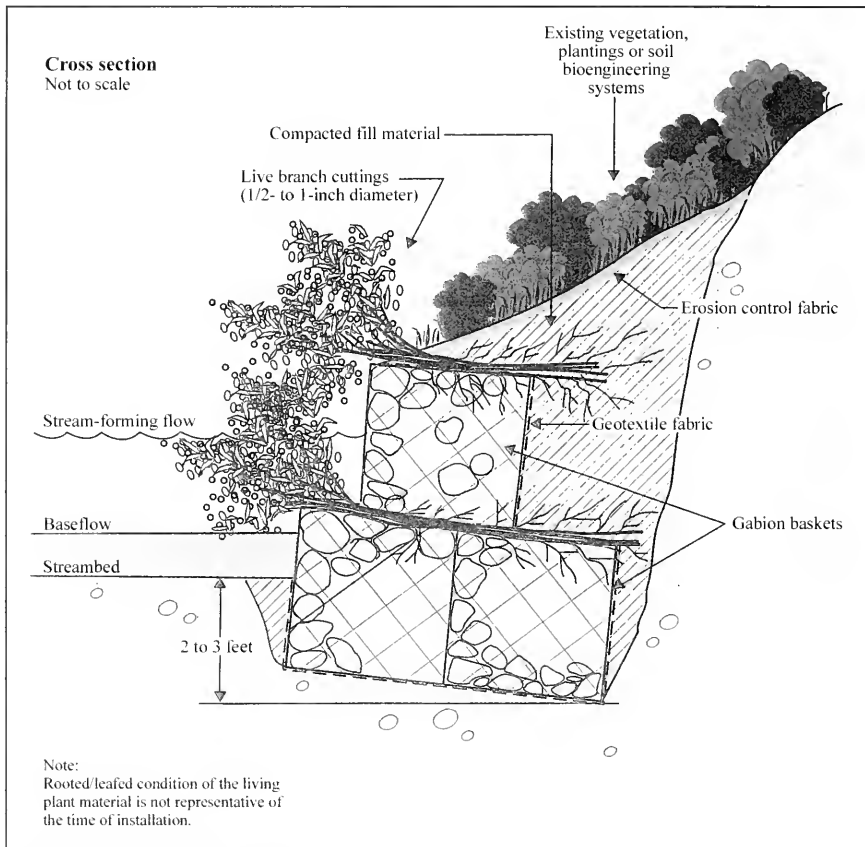 Cross section
Not to scale
Existing vegetation,
plantings or soil
bioengineering
systems
Compacted fill material
Live branch cuttings
(1/2- to 1-inch diameter)
Erosion control fabric
Stream-forming flow
Geotextile fabric
Baseflow
Gabion baskets
Streambed
2 to 3 feet
Note:
Rooted/leafed condition of the living
plant material is not representative of
the time of installation.